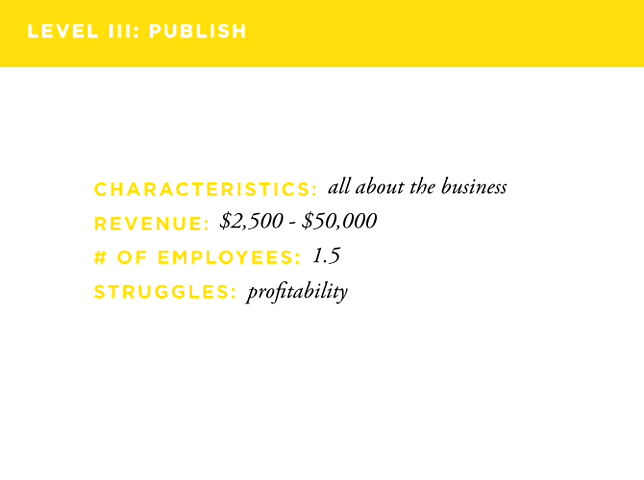 LEVEL III: PUBLISH
CHARACTERISTICS: all about the business
REVENUE: $2,500 - $50,000
# OF EMPLOYEES: 1.5
STRUGGLES: profitability